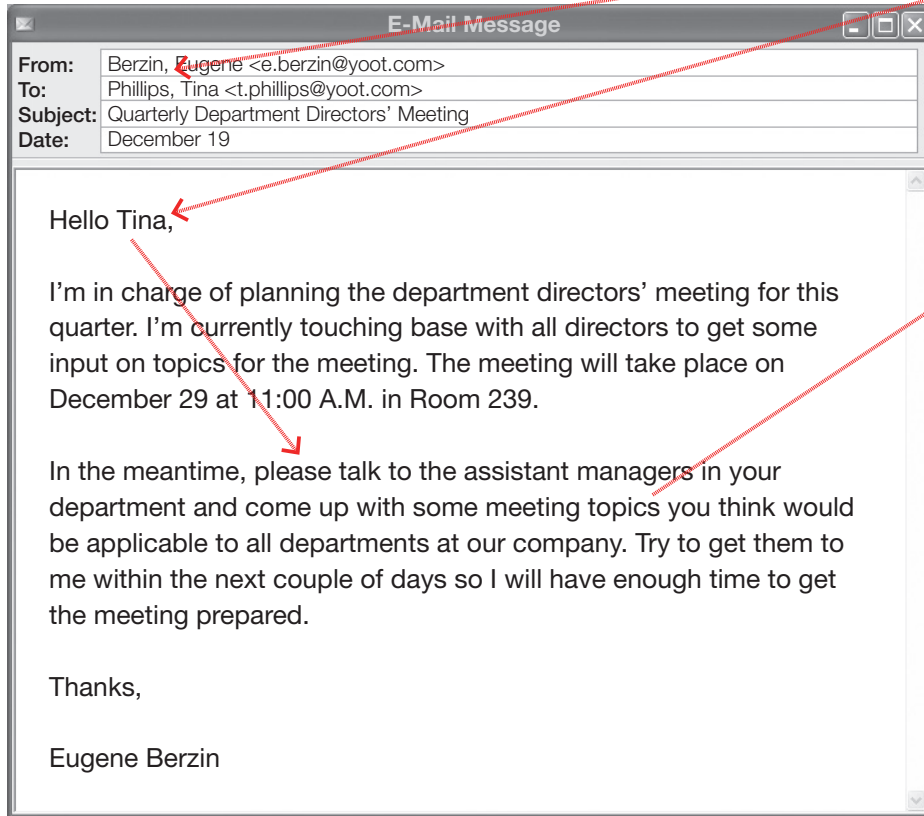 E-Mail Message
From: Berzin, Eugene <e.berzin@yoot.com>
To: Phillips, Tina <t.phillips@yoot.com>
Subject: Quarterly Department Directors’ Meeting
Date: December 19
Hello Tina,
I’m in charge of planning the department directors’ meeting for this
quarter. I’m currently touching base with all directors to get some
input on topics for the meeting. The meeting will take place on
December 29 at 11:00 A.M. in Room 239.
In the meantime, please talk to the assistant managers in your
department and come up with some meeting topics you think would
be applicable to all departments at our company. Try to get them to
me within the next couple of days so I will have enough time to get
the meeting prepared.
Thanks,
Eugene Berzin